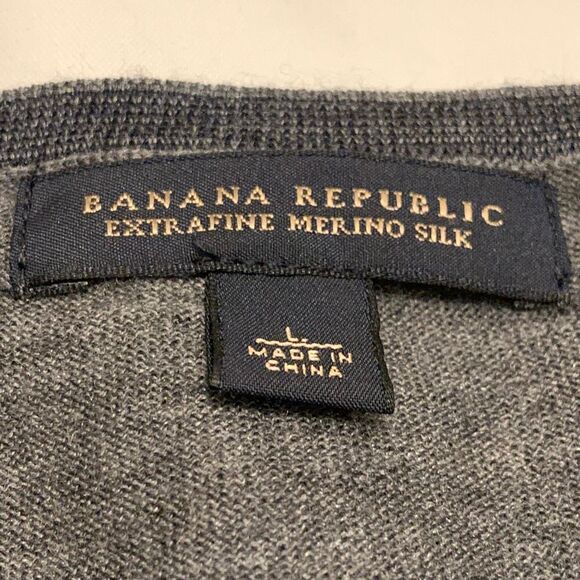 BANANA REPUBLIC
EXTRAFINE MERINO SILK
L
MADE IN
CHINA